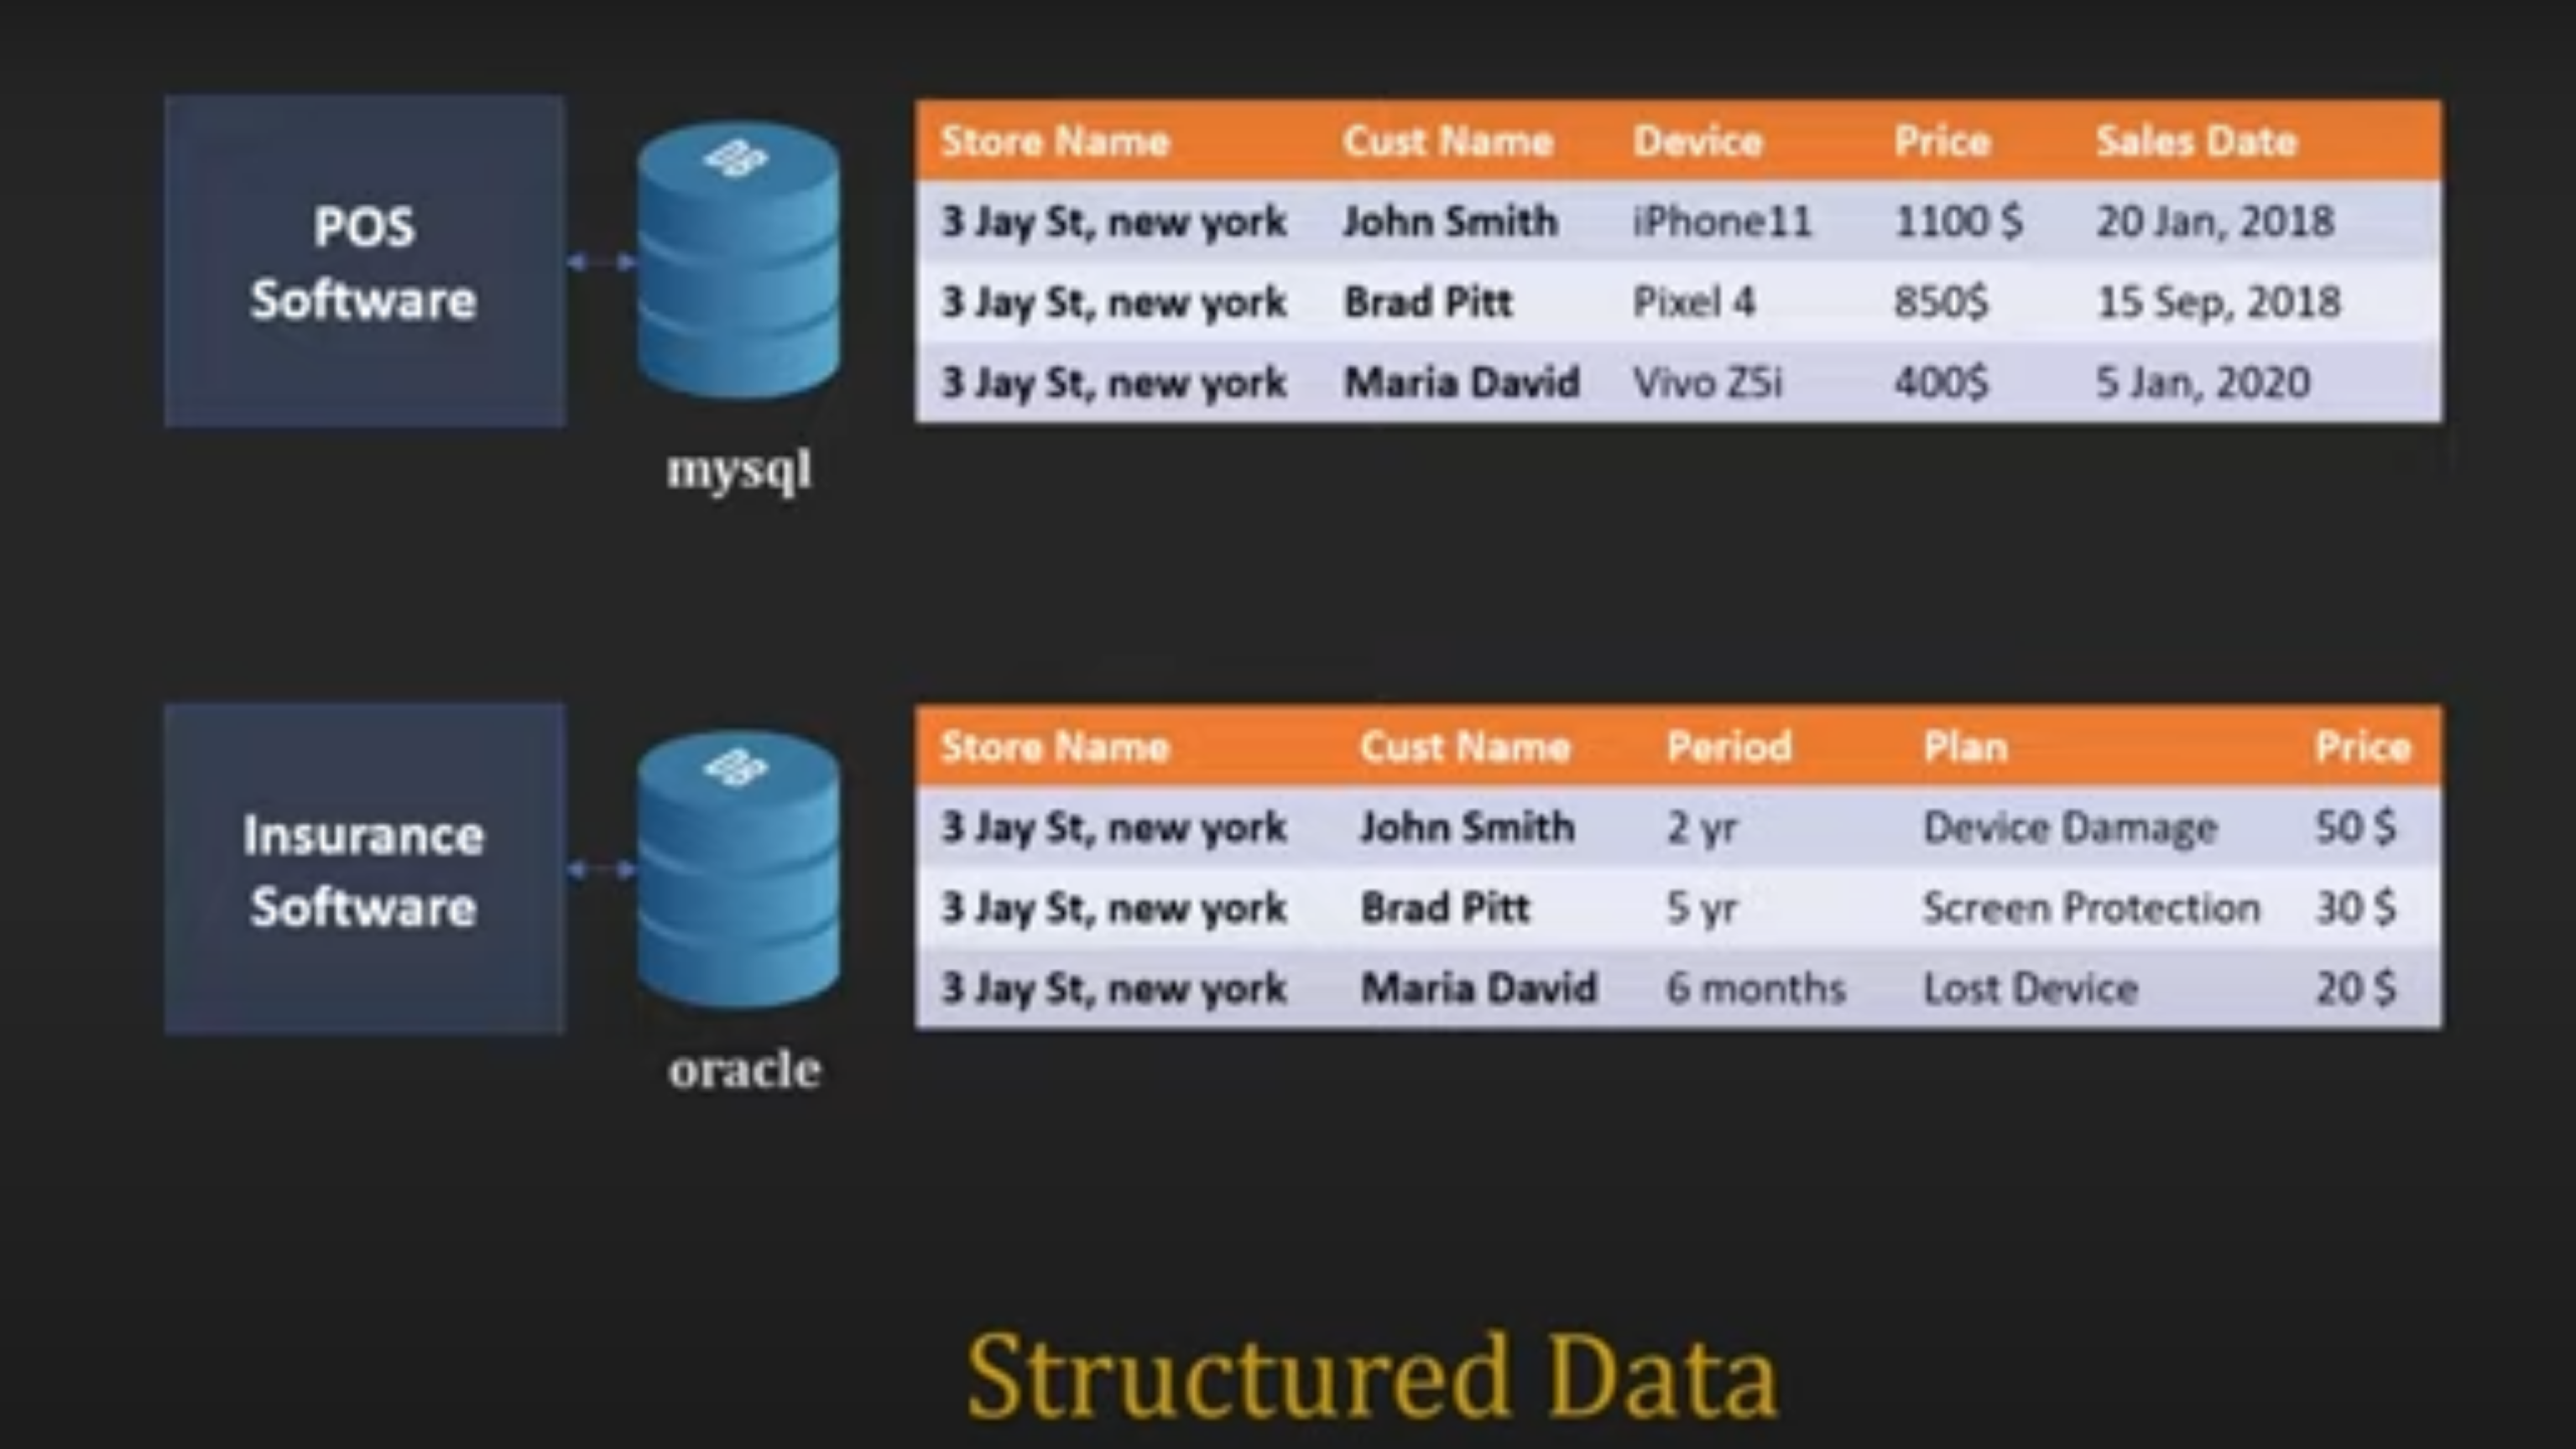 POS
Software
mysql
Store Name Cust Name Device Price Sales Date
3 Jay St, new york John Smith iPhone11 1100 $ 20 Jan, 2018
3 Jay St, new york Brad Pitt Pixel 4 850$ 15 Sep, 2018
3 Jay St, new york Maria David Vivo Z5i 400$ 5 Jan, 2020
Insurance
Software
oracle
Store Name Cust Name Period Plan Price
3 Jay St, new york John Smith 2 yr Device Damage 50 $
3 Jay St, new york Brad Pitt 5 yr Screen Protection 30 $
3 Jay St, new york Maria David 6 months Lost Device 20 $
Structured Data